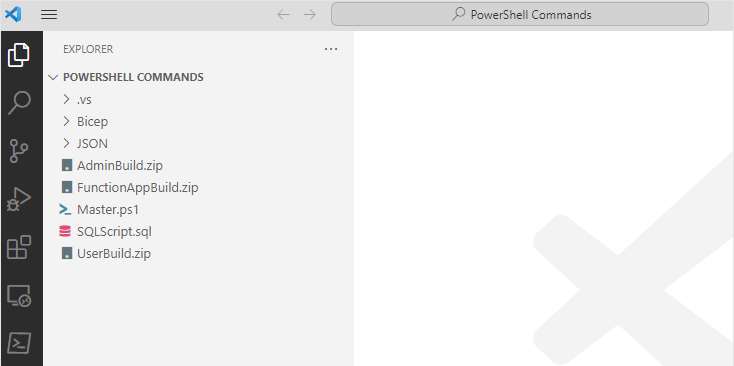 PowerShell Commands
EXPLORER
POWERSHELL COMMANDS
.vs
Bicep
JSON
AdminBuild.zip
FunctionAppBuild.zip
Master.ps1
SQLScript.sql
UserBuild.zip